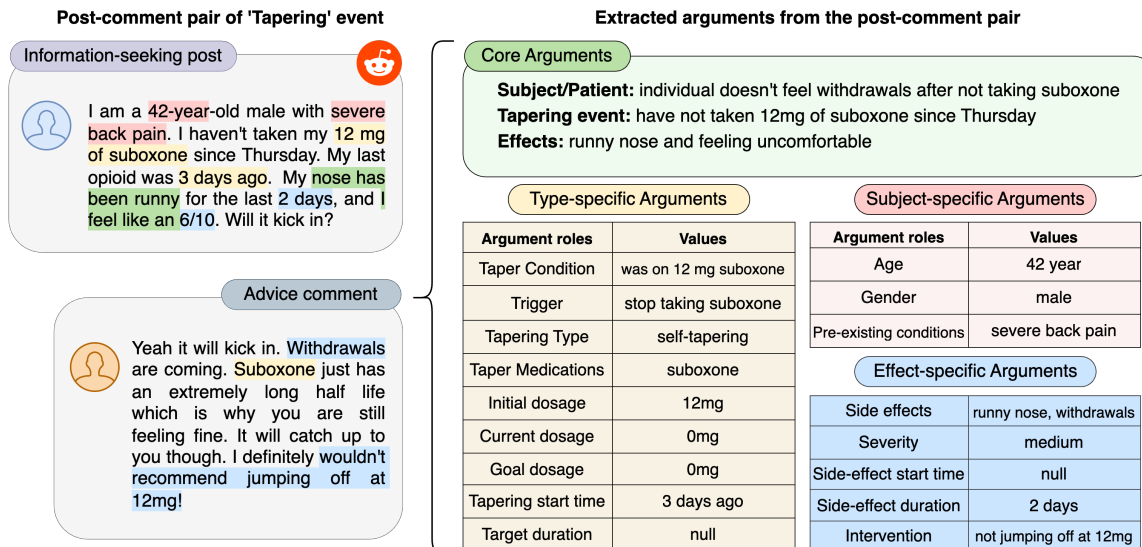 Post-comment pair of 'Tapering' event
Information-seeking post
I am a 42-year-old male with severe
back pain. I haven't taken my 12 mg
of suboxone since Thursday. My last
opioid was 3 days ago. My nose has
been runny for the last 2 days, and I
feel like an 6/10. Will it kick in?
Advice comment
Yeah it will kick in. Withdrawals
are coming. Suboxone just has
an extremely long half life
which is why you are still
feeling fine. It will catch up to
you though. I definitely wouldn't
recommend jumping off at
12mg!
Extracted arguments from the post-comment pair
Core Arguments
Subject/Patient: individual doesn't feel withdrawals after not taking suboxone
Tapering event: have not taken 12mg of suboxone since Thursday
Effects: runny nose and feeling uncomfortable
Type-specific Arguments
Argument roles Values
Taper Condition was on 12 mg suboxone
Trigger stop taking suboxone
Tapering Type self-tapering
Taper Medications suboxone
Initial dosage 12mg
Current dosage 0mg
Goal dosage 0mg
Tapering start time 3 days ago
Target duration null
Subject-specific Arguments
Argument roles Values
Age 42 year
Gender male
Pre-existing conditions severe back pain
Effect-specific Arguments
Side effects runny nose, withdrawals
Severity medium
Side-effect start time null
Side-effect duration 2 days
Intervention not jumping off at 12mg